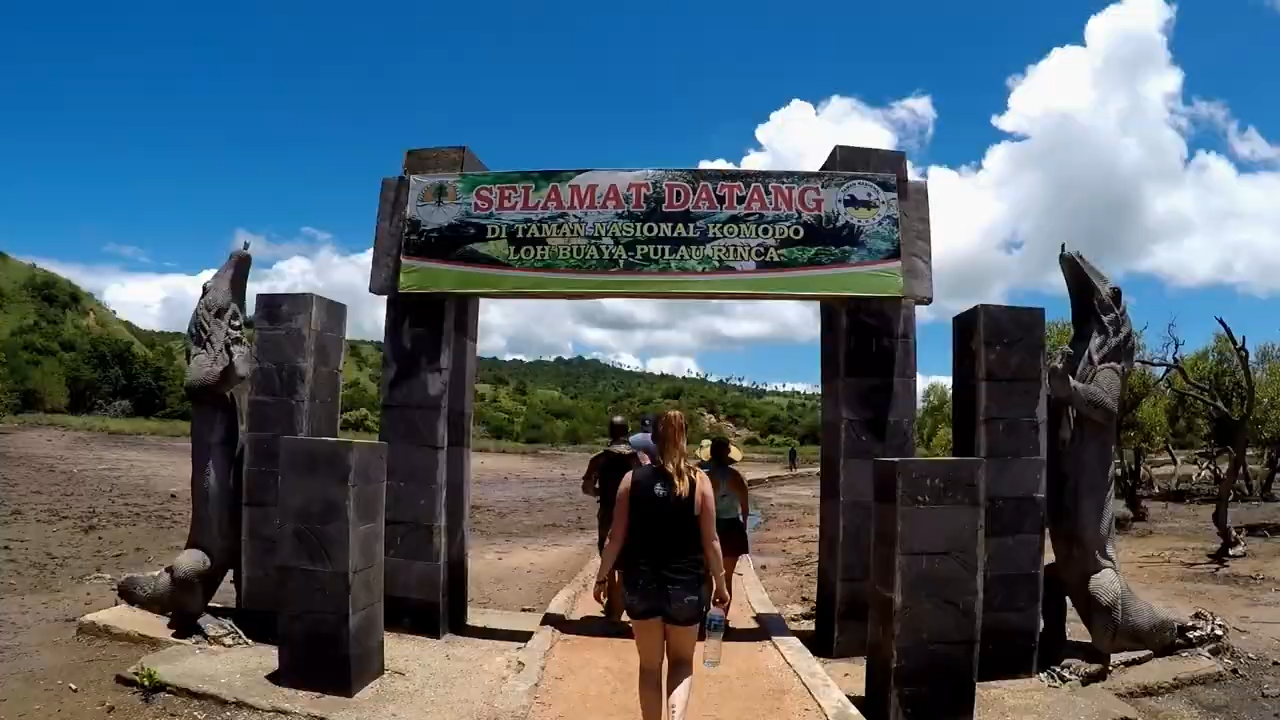 SELAMAT DATANG
DI TAMAN NASIONAL KOMODO
LOH BUAYA-PULAU RINCA